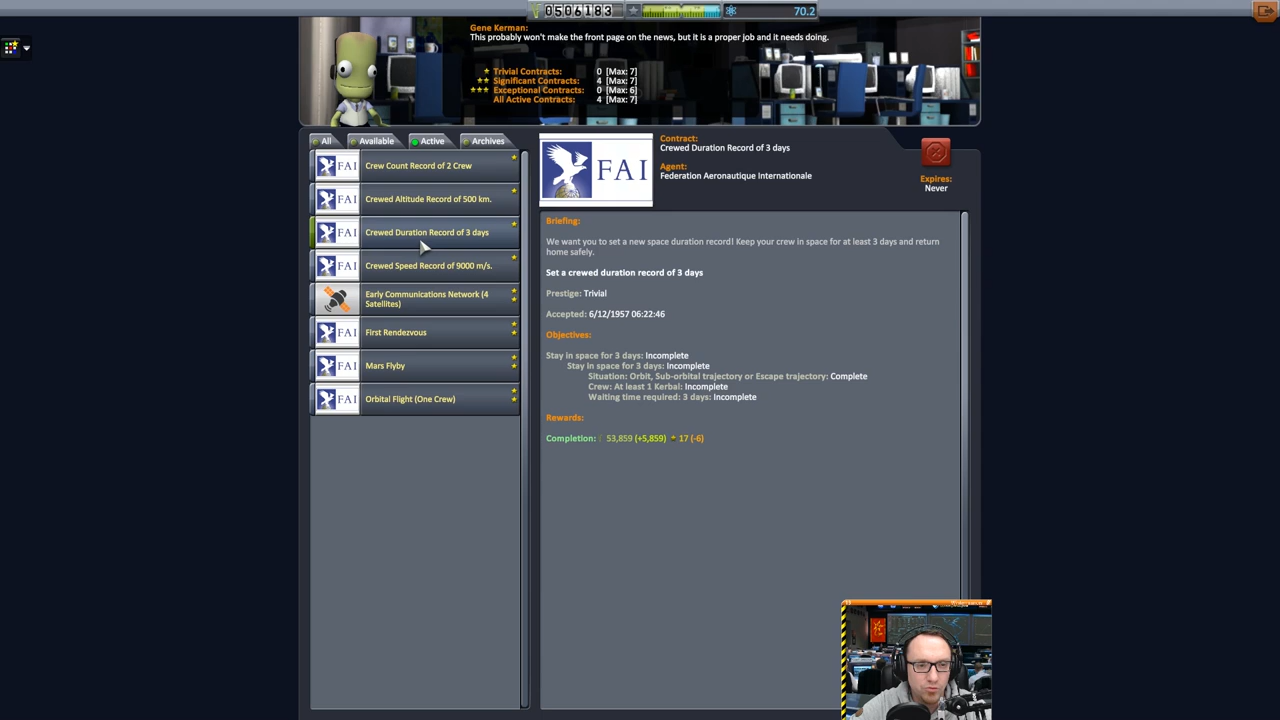 0506183
70.2
Gene Kerman:
This probably won't make the front page on the news, but it is a proper job and it needs doing.
Trivial Contracts: 0 [Max: 7]
Significant Contracts: 4 [Max: 7]
Exceptional Contracts: 0 [Max: 6]
All Active Contracts: 4 [Max: 7]
All
Available
Active
Archives
FAI Crew Count Record of 2 Crew
FAI Crewed Altitude Record of 500 km.
FAI Crewed Duration Record of 3 days
FAI Crewed Speed Record of 9000 m/s.
Early Communications Network (4
Satellites)
FAI First Rendezvous
FAI Mars Flyby
FAI Orbital Flight (One Crew)
FAI
Contract:
Crewed Duration Record of 3 days
Agent:
Federation Aeronautique Internationale
Expires:
Never
Briefing:
We want you to set a new space duration record! Keep your crew in space for at least 3 days and return
home safely.
Set a crewed duration record of 3 days
Prestige: Trivial
Accepted: 6/12/1957 06:22:46
Objectives:
Stay in space for 3 days: Incomplete
Stay in space for 3 days: Incomplete
Situation: Orbit, Sub-orbital trajectory or Escape trajectory: Complete
Crew: At least 1 Kerbal: Incomplete
Waiting time required: 3 days: Incomplete
Rewards:
Completion: 53,859 (+5,859) 17 (-6)